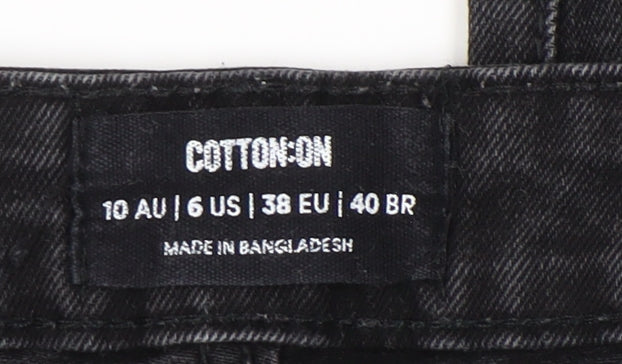 COTTON:ON
10 AU | 6 US | 38 EU | 40 BR
MADE IN BANGLADESH